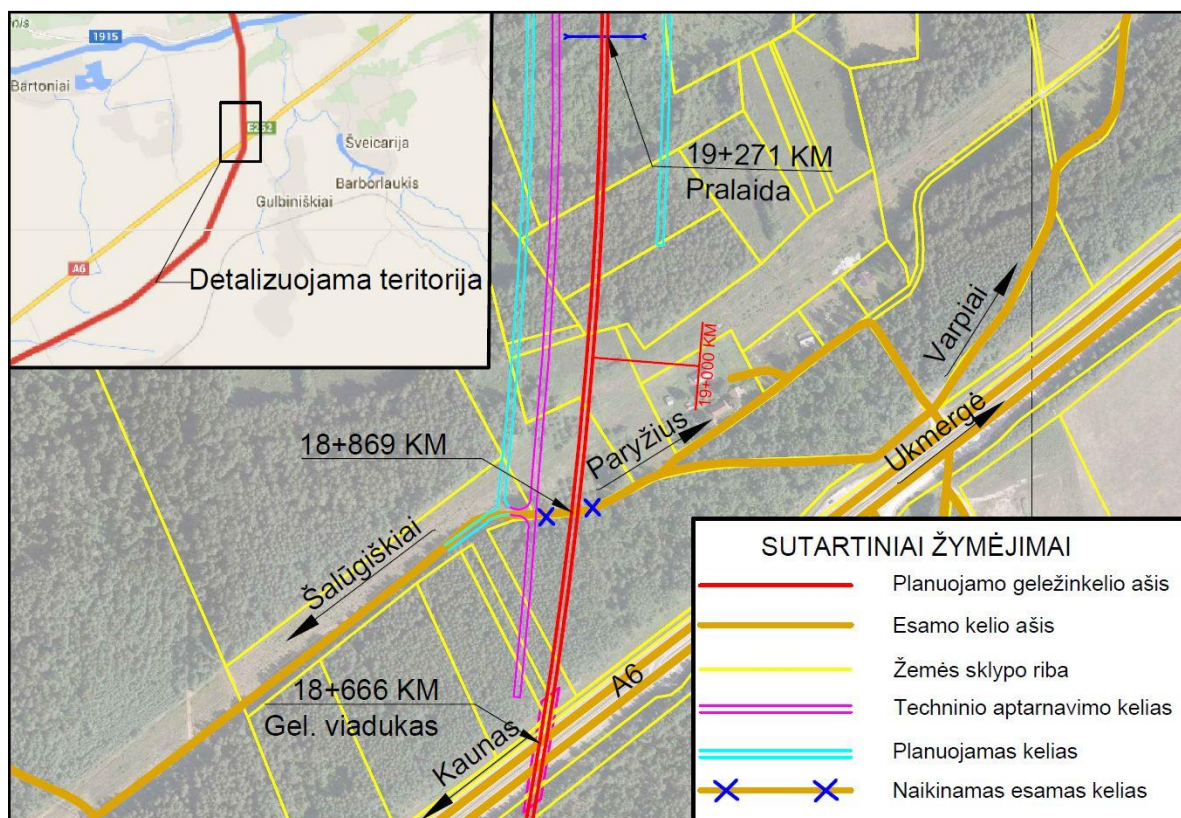 nis
1915
Bartoniai
E262
Šveicarija
Barborlaukis
Gulbiniškiai
A6
Detalizuojama teritorija
19+271 KM
Pralaida
Varpiai
19+000 KM
Paryžius
Ukmergė
18+869 KM
Šalūgiškiai
18+666 KM
Gel. viadukas
Kaunas
A6
SUTARTINIAI ŽYMĖJIMAI
Planuojamo geležinkelio ašis
Esamo kelio ašis
Žemės sklypo riba
Techninio aptarnavimo kelias
Planuojamas kelias
Naikinamas esamas kelias